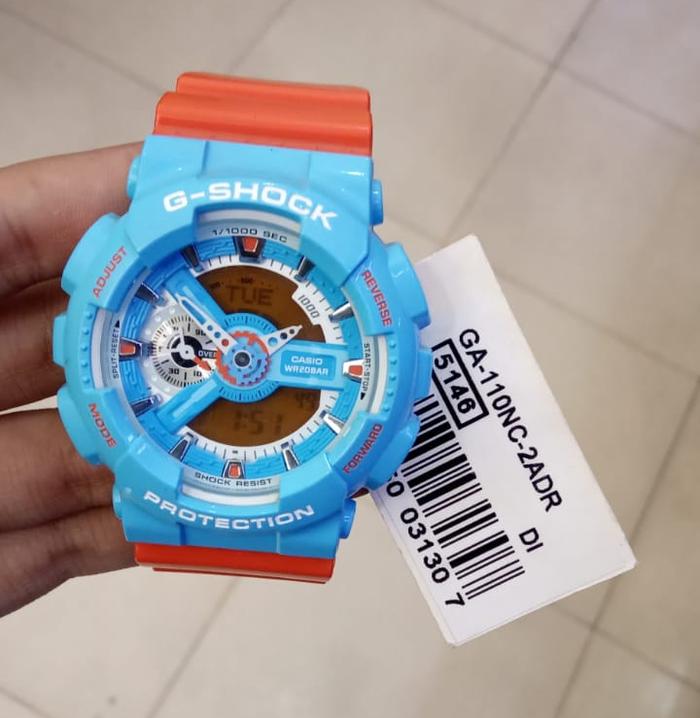 G-SHOCK
1/1000 SEC
ADJUST
REVERSE
TUE
1000
SPLIT-RESET
START-STOP
CASIO
WR20BAR
MODE
FORWARD
SHOCK RESIST
PROTECTION
GA-110NC-2ADR
5146
DI
03130 7